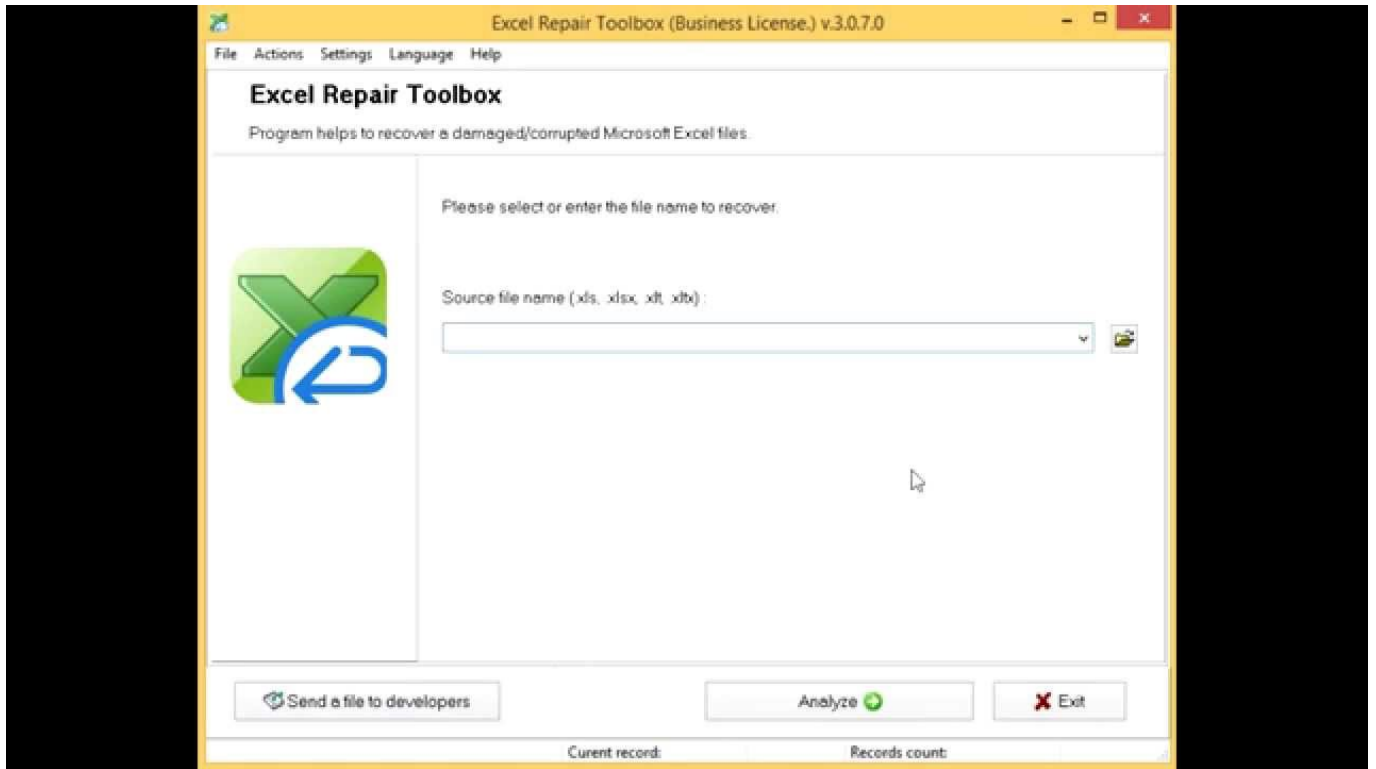 Excel Repair Toolbox (Business License.) v.3.0.7.0
File Actions Settings Language Help
Excel Repair Toolbox
Program helps to recover a damaged/corrupted Microsoft Excel files.
Please select or enter the file name to recover.
Source file name (.xls, .xlsx, .xlt, .xltx) :
Send a file to developers
Analyze
Exit
Curent record:
Records count: